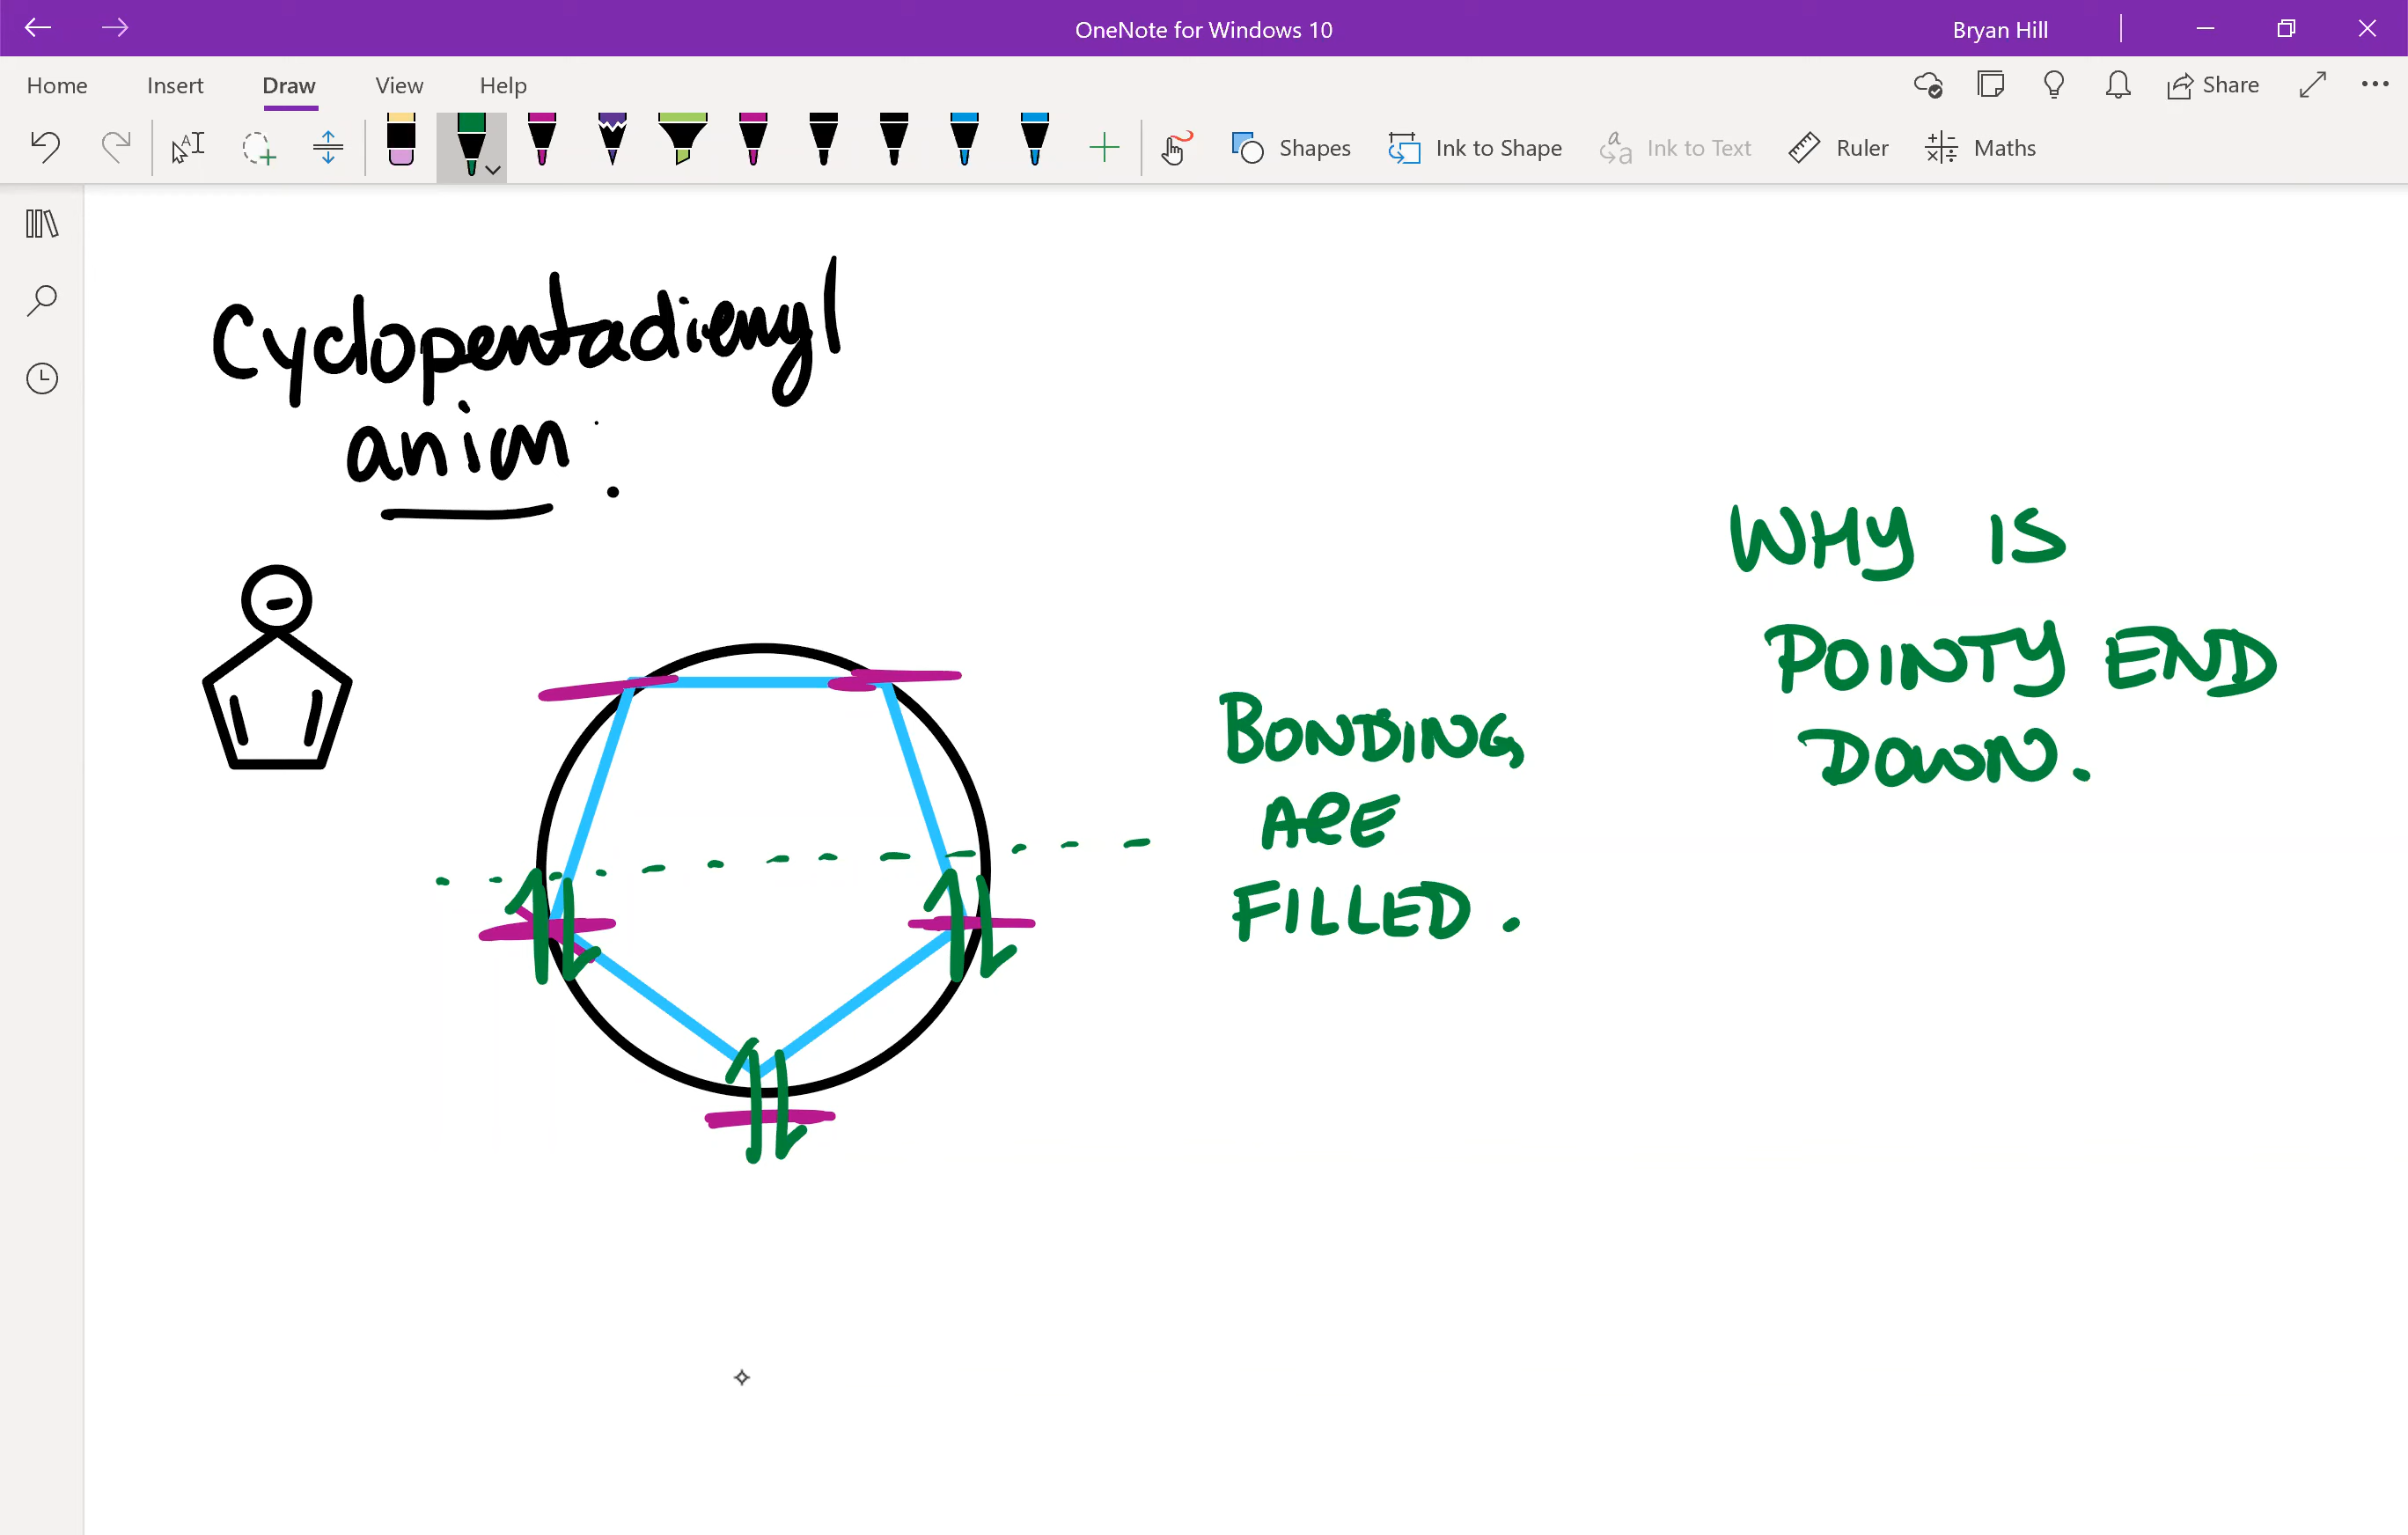 OneNote for Windows 10
Bryan Hill
Home Insert Draw View Help
Share
Shapes Ink to Shape Ink to Text Ruler Maths
Cyclopentadienyl
anion :
WHY IS
POINTY END
DOWN.
BONDING
ARE
FILLED.